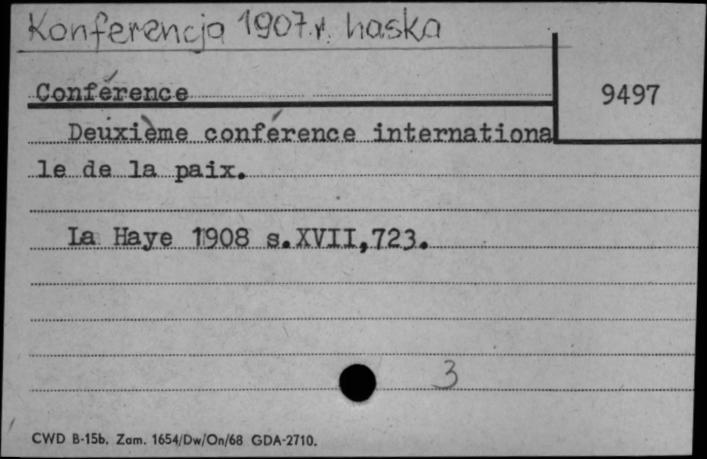 Konferencja 1907.r. haska
Conférence
9497
Deuxième conférence internationa
le de la paix.
La Haye 1908 s.XVII,723.
3
CWD B-15b. Zam. 1654/Dw/On/68 GDA-2710.